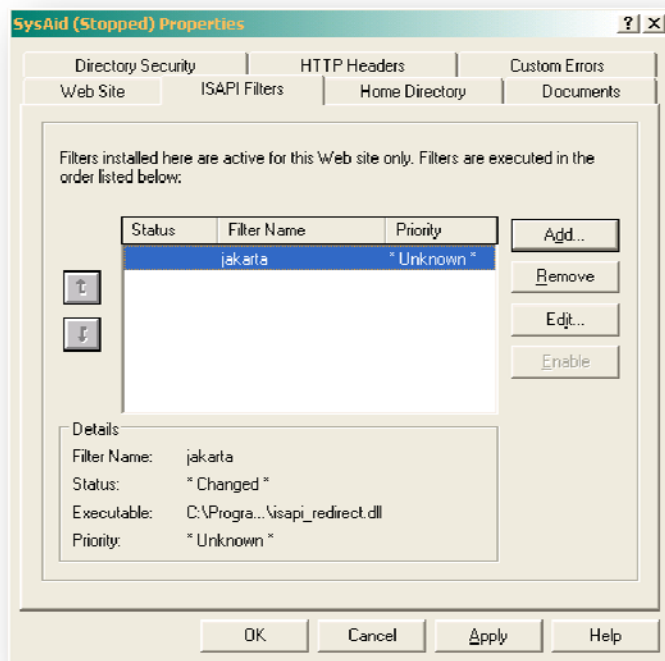 SysAid (Stopped) Properties
Directory Security HTTP Headers Custom Errors
Web Site ISAPI Filters Home Directory Documents
Filters installed here are active for this Web site only. Filters are executed in the
order listed below:
Status Filter Name Priority
jakarta * Unknown *
Add...
Remove
Edit...
Enable
Details
Filter Name: jakarta
Status: * Changed *
Executable: C:\Progra...\isapi_redirect.dll
Priority: * Unknown *
OK Cancel Apply Help